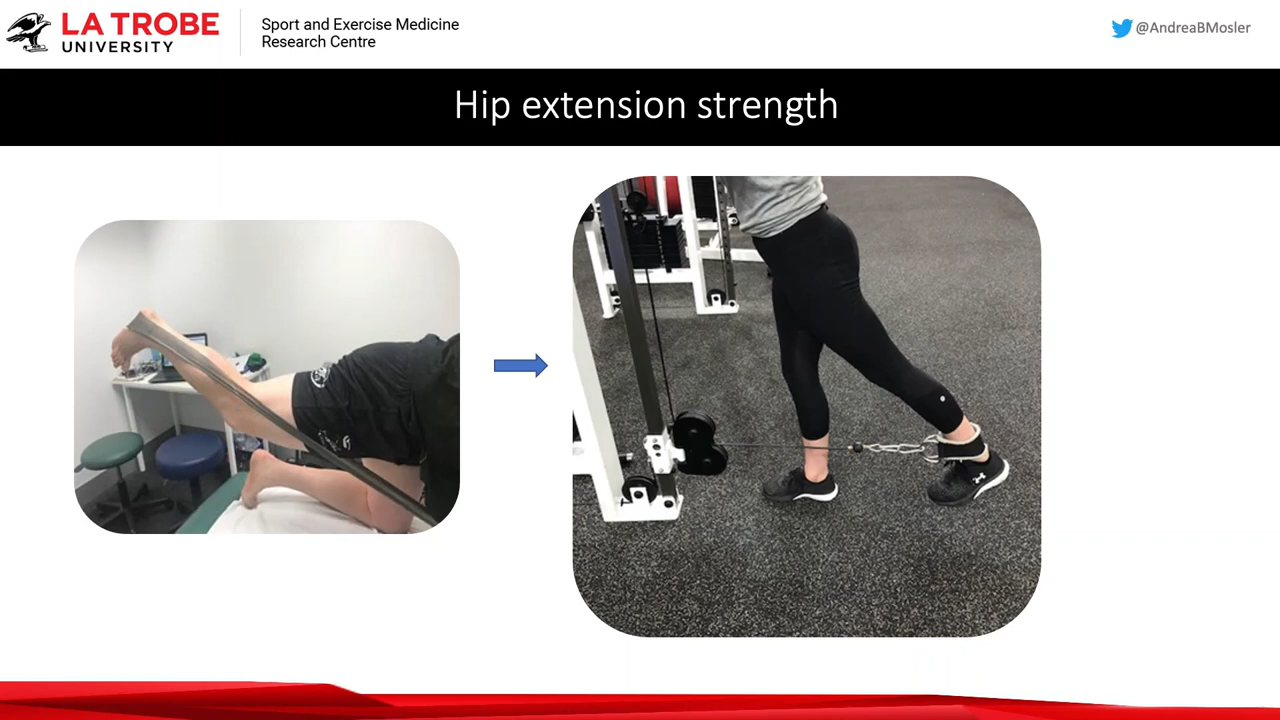 LA TROBE
UNIVERSITY
Sport and Exercise Medicine
Research Centre
@AndreaBMosler
Hip extension strength